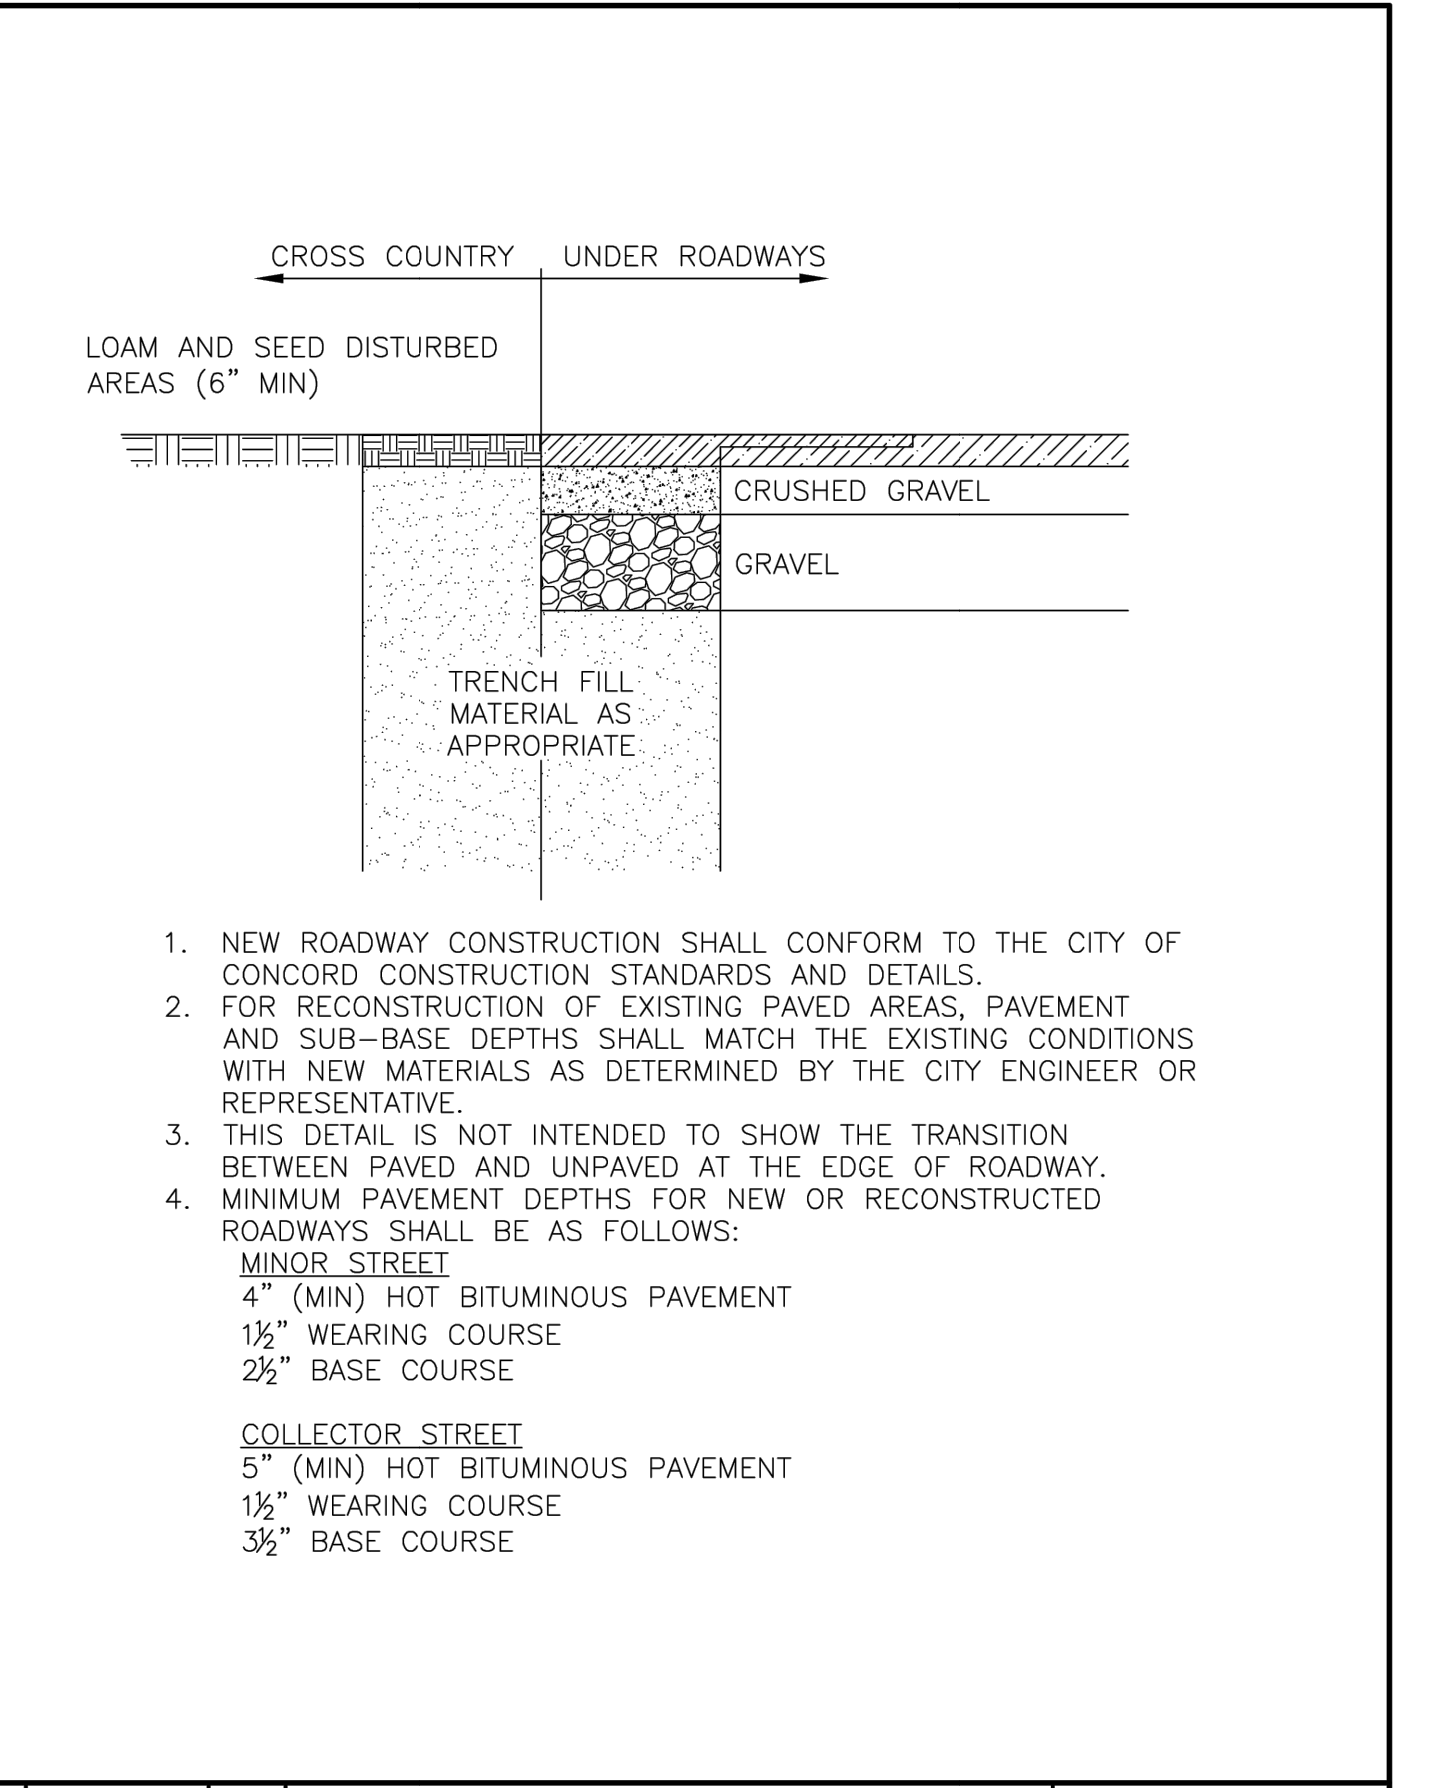 CROSS COUNTRY UNDER ROADWAYS
LOAM AND SEED DISTURBED
AREAS (6” MIN)
CRUSHED GRAVEL
GRAVEL
TRENCH FILL
MATERIAL AS
APPROPRIATE
1. NEW ROADWAY CONSTRUCTION SHALL CONFORM TO THE CITY OF
CONCORD CONSTRUCTION STANDARDS AND DETAILS.
2. FOR RECONSTRUCTION OF EXISTING PAVED AREAS, PAVEMENT
AND SUB-BASE DEPTHS SHALL MATCH THE EXISTING CONDITIONS
WITH NEW MATERIALS AS DETERMINED BY THE CITY ENGINEER OR
REPRESENTATIVE.
3. THIS DETAIL IS NOT INTENDED TO SHOW THE TRANSITION
BETWEEN PAVED AND UNPAVED AT THE EDGE OF ROADWAY.
4. MINIMUM PAVEMENT DEPTHS FOR NEW OR RECONSTRUCTED
ROADWAYS SHALL BE AS FOLLOWS:
MINOR STREET
4” (MIN) HOT BITUMINOUS PAVEMENT
1½” WEARING COURSE
2½” BASE COURSE
COLLECTOR STREET
5” (MIN) HOT BITUMINOUS PAVEMENT
1½” WEARING COURSE
3½” BASE COURSE